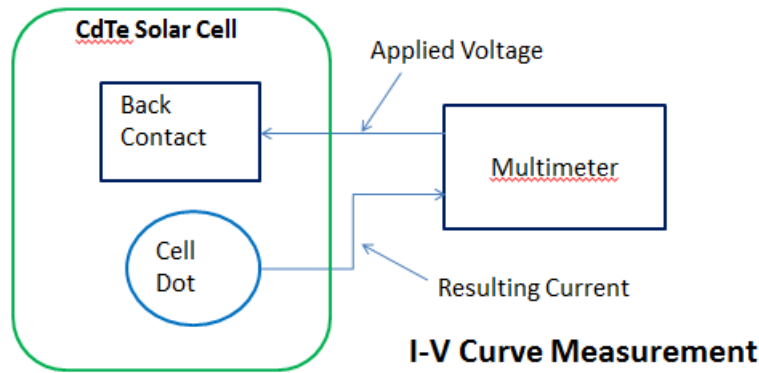 CdTe Solar Cell
Applied Voltage
Back
Contact
Multimeter
Cell
Dot
Resulting Current
I-V Curve Measurement